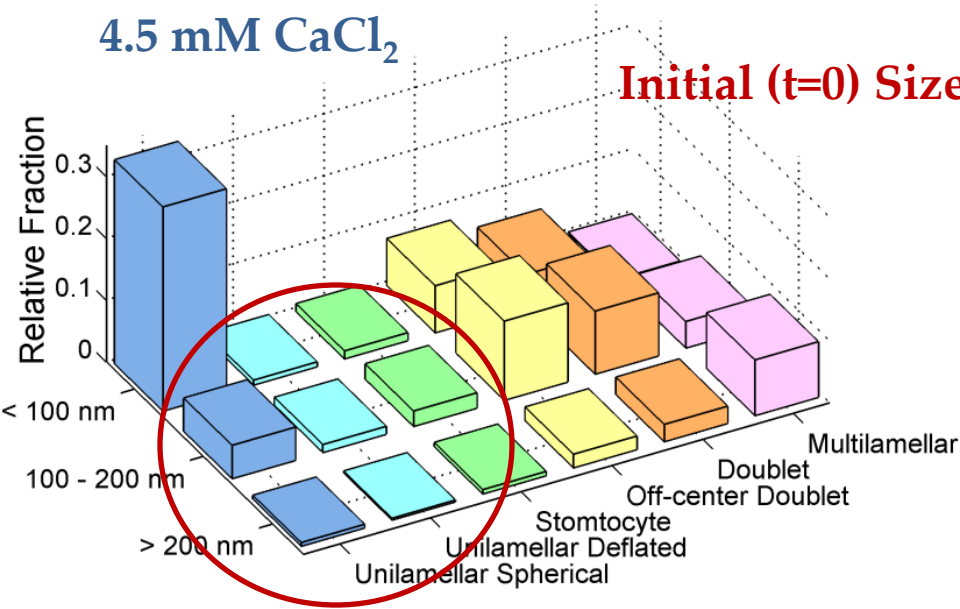 4.5 mM CaCl₂
Initial (t=0) Size
Relative Fraction
0.3
0.2
0.1
0
< 100 nm
100 - 200 nm
> 200 nm
Multilamellar
Doublet
Off-center Doublet
Stomtocyte
Unilamellar Deflated
Unilamellar Spherical